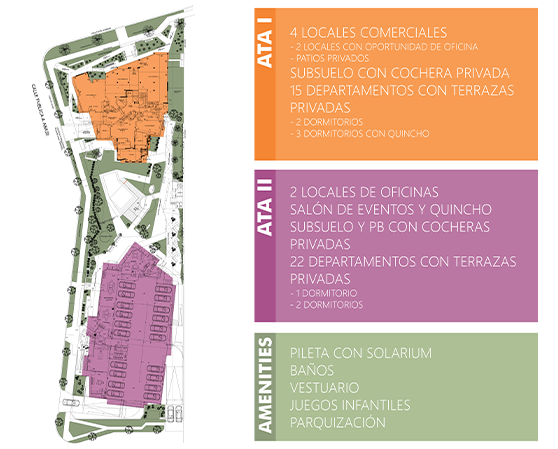 CALLE PUBLICA A. ABASI
ATA I
4 LOCALES COMERCIALES
- 2 LOCALES CON OPORTUNIDAD DE OFICINA
- PATIOS PRIVADOS
SUBSUELO CON COCHERA PRIVADA
15 DEPARTAMENTOS CON TERRAZAS
PRIVADAS
- 2 DORMITORIOS
- 3 DORMITORIOS CON QUINCHO
ATA II
2 LOCALES DE OFICINAS
SALÓN DE EVENTOS Y QUINCHO
SUBSUELO Y PB CON COCHERAS
PRIVADAS
22 DEPARTAMENTOS CON TERRAZAS
PRIVADAS
- 1 DORMITORIO
- 2 DORMITORIOS
AMENITIES
PILETA CON SOLARIUM
BAÑOS
VESTUARIO
JUEGOS INFANTILES
PARQUIZACIÓN